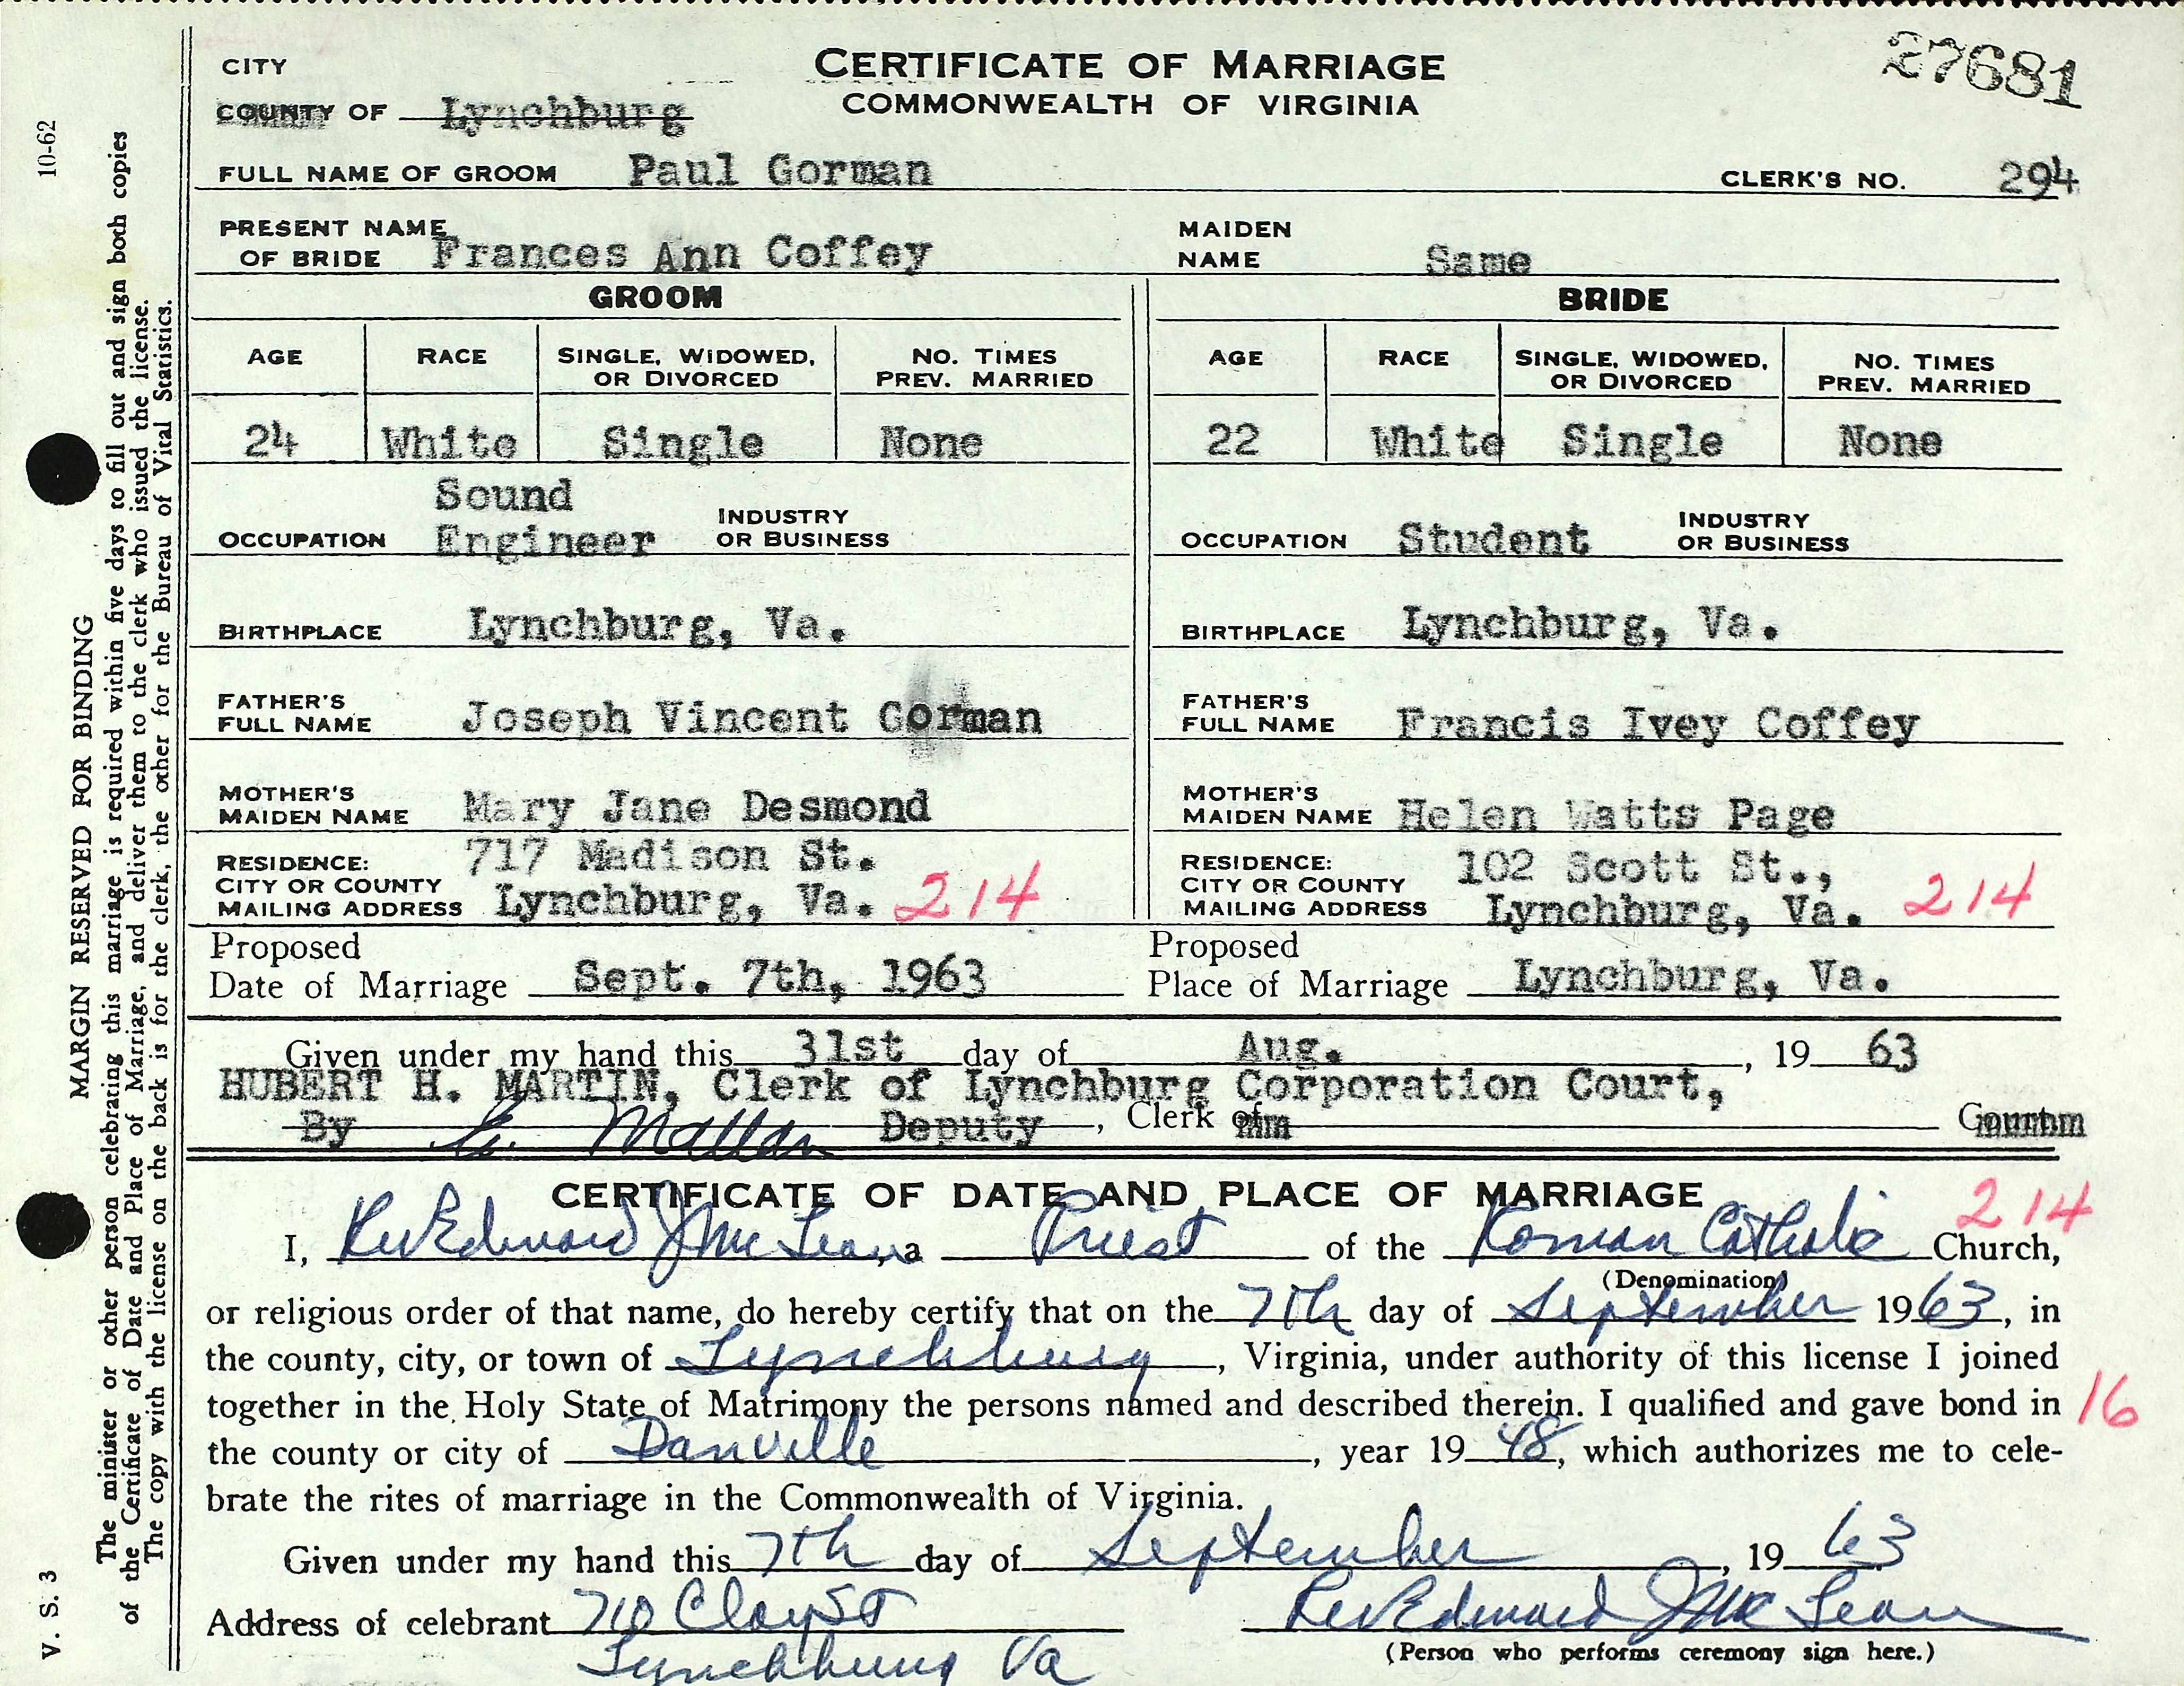 CERTIFICATE OF MARRIAGE
COMMONWEALTH OF VIRGINIA
27681
CITY
COUNTY OF Lynchburg
FULL NAME OF GROOM Paul Gorman CLERK'S NO. 294
PRESENT NAME OF BRIDE Frances Ann Coffey MAIDEN NAME Same
GROOM
AGE RACE SINGLE, WIDOWED, OR DIVORCED NO. TIMES PREV. MARRIED
24 White Single None
OCCUPATION Sound Engineer INDUSTRY OR BUSINESS
BIRTHPLACE Lynchburg, Va.
FATHER'S FULL NAME Joseph Vincent Gorman
MOTHER'S MAIDEN NAME Mary Jane Desmond
RESIDENCE: 717 Madison St.
CITY OR COUNTY
MAILING ADDRESS Lynchburg, Va. 214
BRIDE
AGE RACE SINGLE, WIDOWED, OR DIVORCED NO. TIMES PREV. MARRIED
22 White Single None
OCCUPATION Student INDUSTRY OR BUSINESS
BIRTHPLACE Lynchburg, Va.
FATHER'S FULL NAME Francis Ivey Coffey
MOTHER'S MAIDEN NAME Helen Watts Page
RESIDENCE: 102 Scott St.,
CITY OR COUNTY
MAILING ADDRESS Lynchburg, Va. 214
Proposed Date of Marriage Sept. 7th, 1963
Proposed Place of Marriage Lynchburg, Va.
Given under my hand this 31st day of Aug., 19 63
HUBERT H. MARTIN, Clerk of Lynchburg Corporation Court,
By Deputy, Clerk of Court
CERTIFICATE OF DATE AND PLACE OF MARRIAGE
214
I, Rev Edward J McLean, a Priest of the Roman Catholic Church,
(Denomination)
or religious order of that name, do hereby certify that on the 7th day of September 1963, in
the county, city, or town of Lynchburg, Virginia, under authority of this license I joined
together in the Holy State of Matrimony the persons named and described therein. I qualified and gave bond in 16
the county or city of Danville, year 19 48, which authorizes me to cele-
brate the rites of marriage in the Commonwealth of Virginia.
Given under my hand this 7th day of September, 19 63
Address of celebrant 710 Clay St Rev Edward J McLean
Lynchburg Va (Person who performs ceremony sign here.)
10-62
MARGIN RESERVED FOR BINDING
The minister or other person celebrating this marriage is required within five days to fill out and sign both copies
of the Certificate of Date and Place of Marriage, and deliver them to the clerk who issued the license.
The copy with the license on the back is for the clerk, the other for the Bureau of Vital Statistics.
V. S. 3